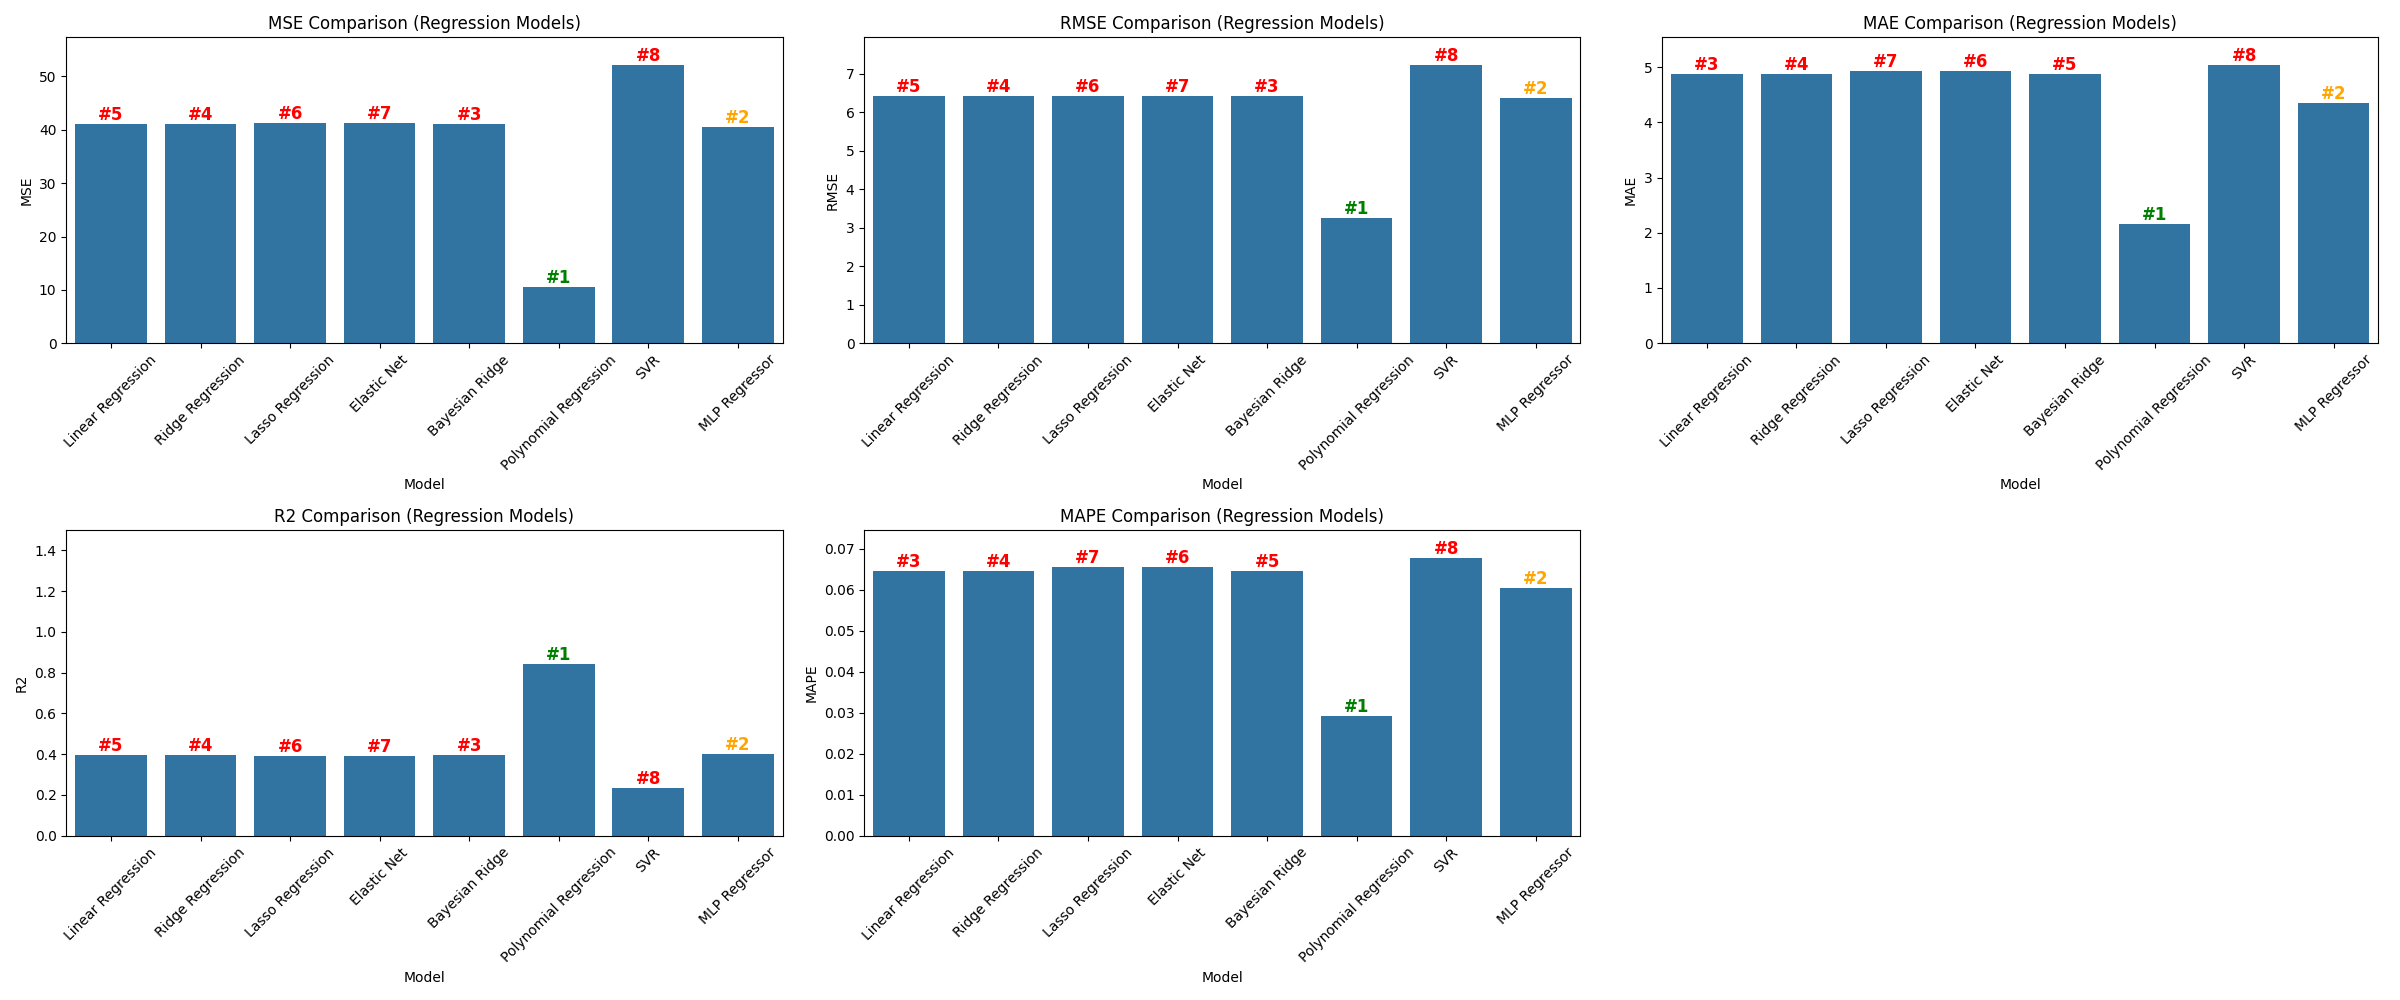 MSE Comparison (Regression Models)
MSE
50
40
30
20
10
0
#5
#4
#6
#7
#3
#1
#8
#2
Linear Regression
Ridge Regression
Lasso Regression
Elastic Net
Bayesian Ridge
Polynomial Regression
SVR
MLP Regressor
Model
RMSE Comparison (Regression Models)
RMSE
7
6
5
4
3
2
1
0
#5
#4
#6
#7
#3
#1
#8
#2
Linear Regression
Ridge Regression
Lasso Regression
Elastic Net
Bayesian Ridge
Polynomial Regression
SVR
MLP Regressor
Model
MAE Comparison (Regression Models)
MAE
5
4
3
2
1
0
#3
#4
#7
#6
#5
#1
#8
#2
Linear Regression
Ridge Regression
Lasso Regression
Elastic Net
Bayesian Ridge
Polynomial Regression
SVR
MLP Regressor
Model
R2 Comparison (Regression Models)
R2
1.4
1.2
1.0
0.8
0.6
0.4
0.2
0.0
#5
#4
#6
#7
#3
#1
#8
#2
Linear Regression
Ridge Regression
Lasso Regression
Elastic Net
Bayesian Ridge
Polynomial Regression
SVR
MLP Regressor
Model
MAPE Comparison (Regression Models)
MAPE
0.07
0.06
0.05
0.04
0.03
0.02
0.01
0.00
#3
#4
#7
#6
#5
#1
#8
#2
Linear Regression
Ridge Regression
Lasso Regression
Elastic Net
Bayesian Ridge
Polynomial Regression
SVR
MLP Regressor
Model